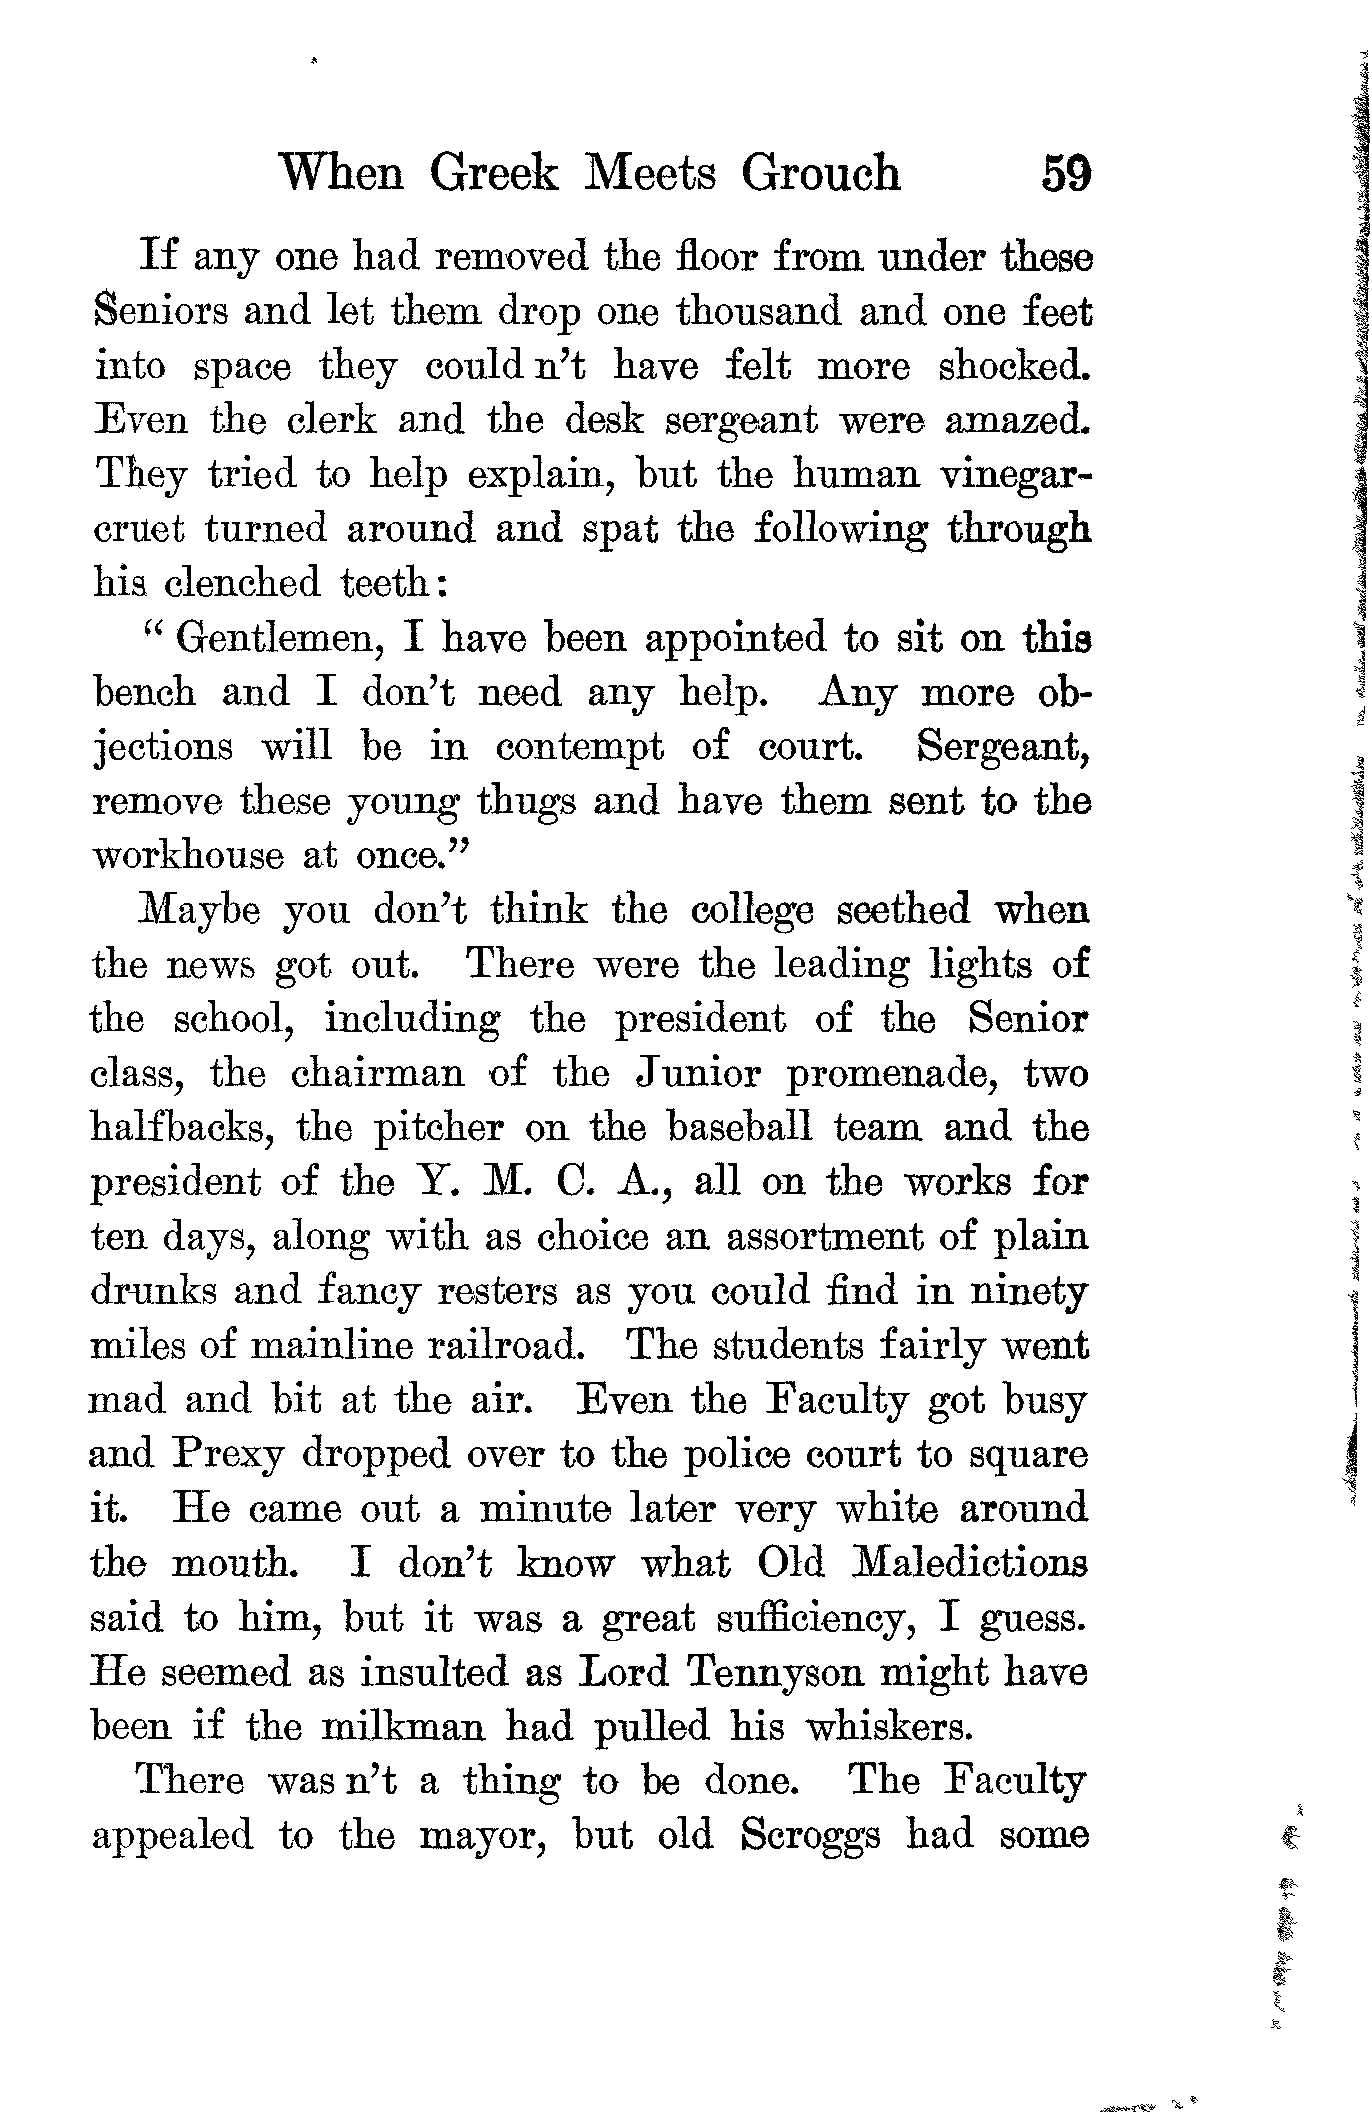 When Greek Meets Grouch 59
If any one had removed the floor from under these
Seniors and let them drop one thousand and one feet
into space they could n't have felt more shocked.
Even the clerk and the desk sergeant were amazed.
They tried to help explain, but the human vinegar-
cruet turned around and spat the following through
his clenched teeth:
" Gentlemen, I have been appointed to sit on this
bench and I don't need any help. Any more ob-
jections will be in contempt of court. Sergeant,
remove these young thugs and have them sent to the
workhouse at once."
Maybe you don't think the college seethed when
the news got out. There were the leading lights of
the school, including the president of the Senior
class, the chairman of the Junior promenade, two
halfbacks, the pitcher on the baseball team and the
president of the Y. M. C. A., all on the works for
ten days, along with as choice an assortment of plain
drunks and fancy resters as you could find in ninety
miles of mainline railroad. The students fairly went
mad and bit at the air. Even the Faculty got busy
and Prexy dropped over to the police court to square
it. He came out a minute later very white around
the mouth. I don't know what Old Maledictions
said to him, but it was a great sufficiency, I guess.
He seemed as insulted as Lord Tennyson might have
been if the milkman had pulled his whiskers.
There was n't a thing to be done. The Faculty
appealed to the mayor, but old Scroggs had some